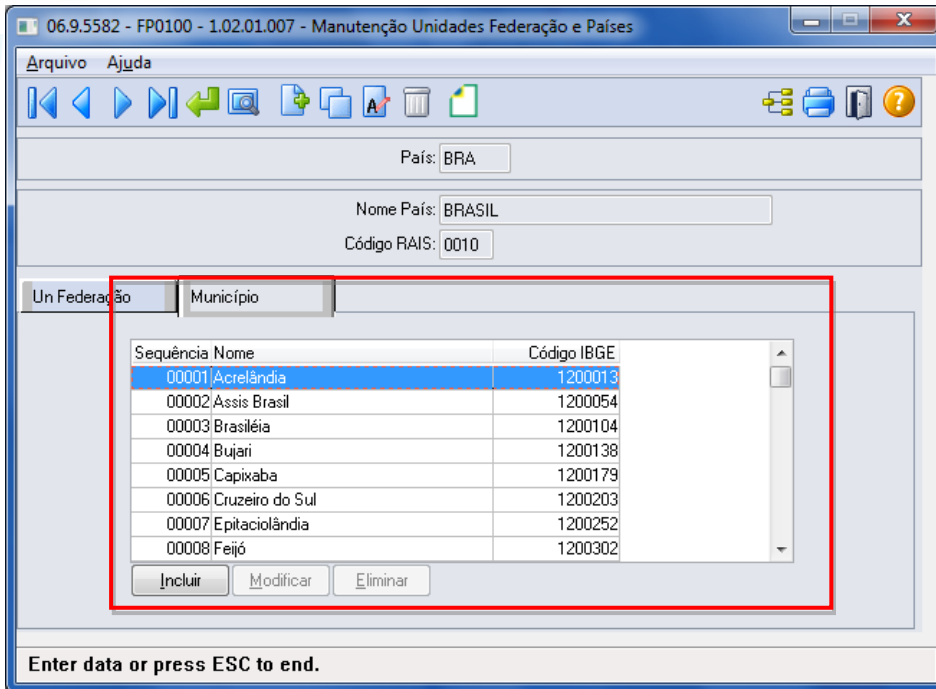 06.9.5582 - FP0100 - 1.02.01.007 - Manutenção Unidades Federação e Países
Arquivo Ajuda
País: BRA
Nome País: BRASIL
Código RAIS: 0010
Un Federação Município
Sequência Nome Código IBGE
00001 Acrelândia 1200013
00002 Assis Brasil 1200054
00003 Brasiléia 1200104
00004 Bujari 1200138
00005 Capixaba 1200179
00006 Cruzeiro do Sul 1200203
00007 Epitaciolândia 1200252
00008 Feijó 1200302
Incluir Modificar Eliminar
Enter data or press ESC to end.